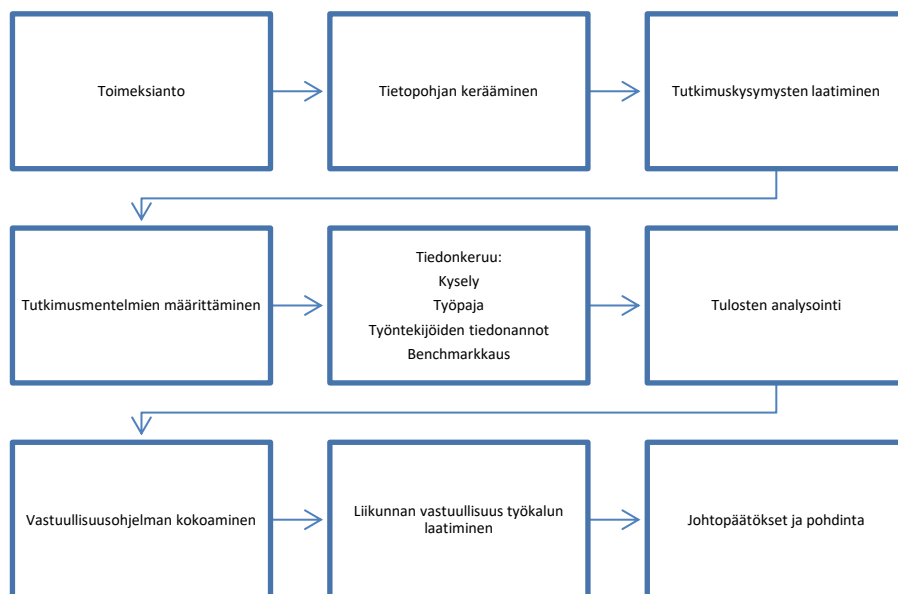 Toimeksianto
Tietopohjan kerääminen
Tutkimuskysymysten laatiminen
Tutkimusmentelmien määrittäminen
Tiedonkeruu:
Kysely
Työpaja
Työntekijöiden tiedonannot
Benchmarkkaus
Tulosten analysointi
Vastuullisuusohjelman kokoaminen
Liikunnan vastuullisuus työkalun
laatiminen
Johtopäätökset ja pohdinta